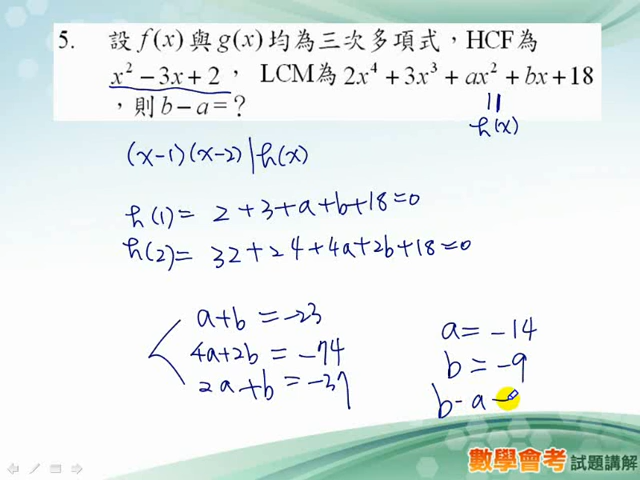 5. 設 f(x) 與 g(x) 均為三次多項式，HCF為
x² − 3x + 2， LCM為 2x⁴ + 3x³ + ax² + bx + 18
，則 b − a = ？
||
h(x)
(x-1)(x-2)|h(x)
h(1)= 2+3+a+b+18=0
h(2)= 32+24+4a+2b+18=0
a+b=-23
4a+2b=-74
2a+b=-37
a=-14
b=-9
b-a
數學會考 試題講解